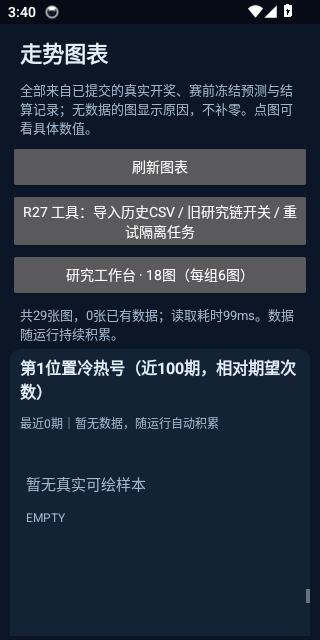 3:40
走势图表
全部来自已提交的真实开奖、赛前冻结预测与结
算记录；无数据的图显示原因，不补零。点图可
看具体数值。
刷新图表
R27 工具：导入历史CSV / 旧研究链开关 / 重
试隔离任务
研究工作台 · 18图（每组6图）
共29张图，0张已有数据；读取耗时99ms。数据
随运行持续积累。
第1位置冷热号（近100期，相对期望次
数）
最近0期｜暂无数据，随运行自动积累
暂无真实可绘样本
EMPTY